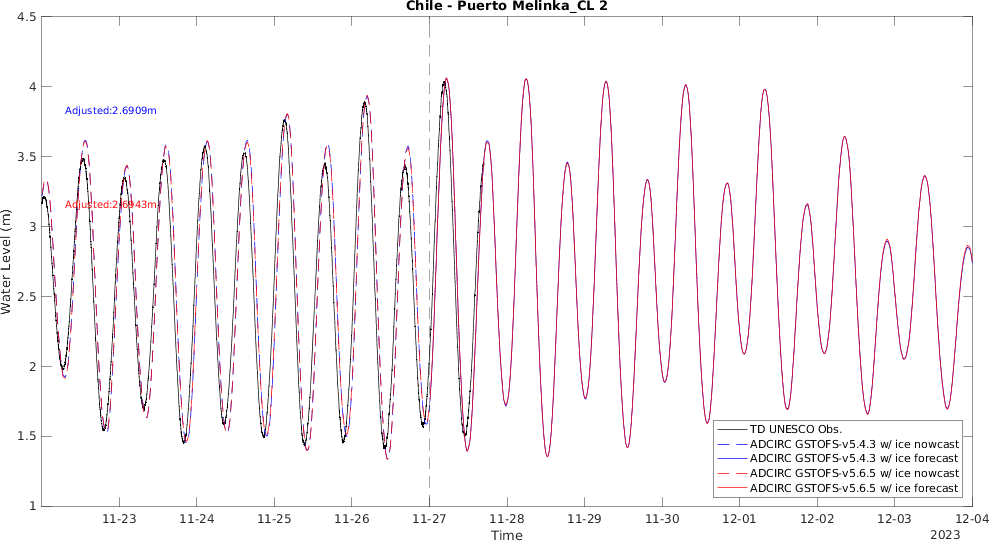 Chile - Puerto Melinka_CL 2
4.5
4
3.5
3
2.5
2
1.5
1
Water Level (m)
Adjusted:2.6909m
Adjusted:2.6943m
TD UNESCO Obs.
ADCIRC GSTOFS-v5.4.3 w/ ice nowcast
ADCIRC GSTOFS-v5.4.3 w/ ice forecast
ADCIRC GSTOFS-v5.6.5 w/ ice nowcast
ADCIRC GSTOFS-v5.6.5 w/ ice forecast
11-23 11-24 11-25 11-26 11-27 11-28 11-29 11-30 12-01 12-02 12-03 12-04
Time
2023